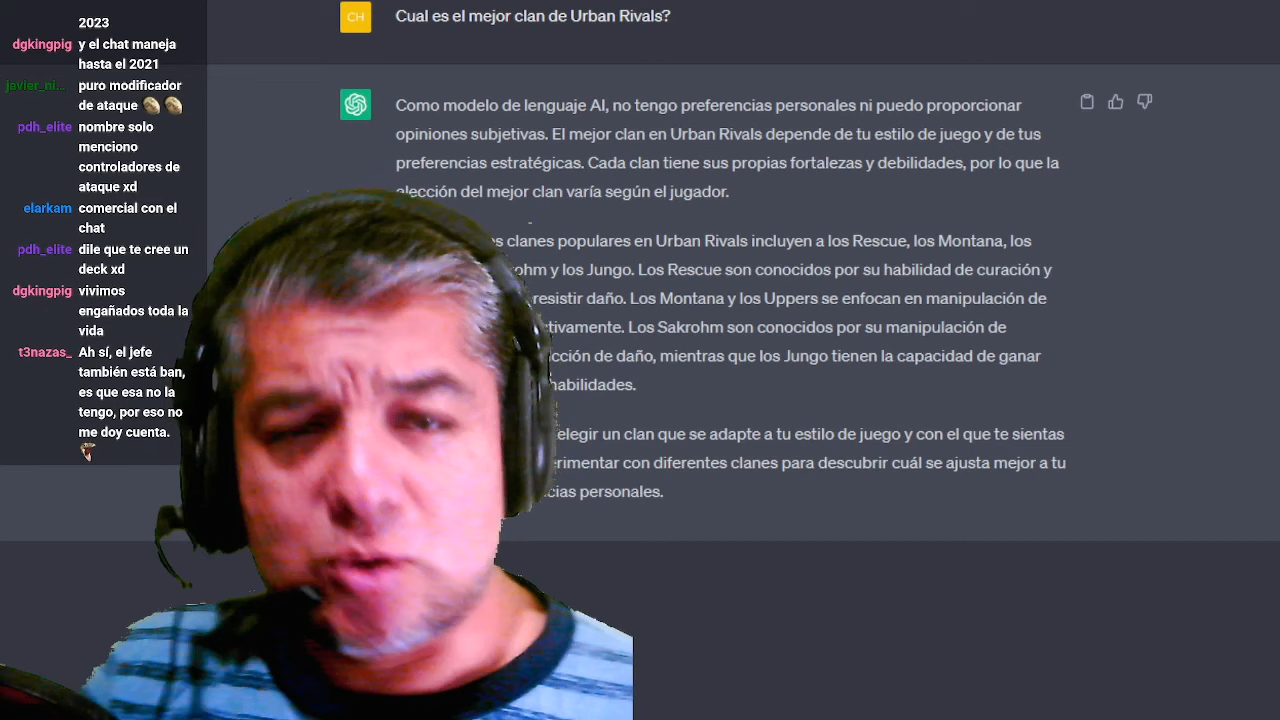 2023
dgkingpig y el chat maneja
hasta el 2021
javier_ni... puro modificador
de ataque
pdh_elite nombre solo
menciono
controladores de
ataque xd
elarkam comercial con el
chat
pdh_elite dile que te cree un
deck xd
dgkingpig vivimos
engañados toda la
vida
t3nazas_ Ah sí, el jefe
también está ban,
es que esa no la
tengo, por eso no
me doy cuenta.
CH Cual es el mejor clan de Urban Rivals?
Como modelo de lenguaje AI, no tengo preferencias personales ni puedo proporcionar
opiniones subjetivas. El mejor clan en Urban Rivals depende de tu estilo de juego y de tus
preferencias estratégicas. Cada clan tiene sus propias fortalezas y debilidades, por lo que la
elección del mejor clan varía según el jugador.
clanes populares en Urban Rivals incluyen a los Rescue, los Montana, los
y los Jungo. Los Rescue son conocidos por su habilidad de curación y
resistir daño. Los Montana y los Uppers se enfocan en manipulación de
Los Sakrohm son conocidos por su manipulación de
de daño, mientras que los Jungo tienen la capacidad de ganar
habilidades.
elegir un clan que se adapte a tu estilo de juego y con el que te sientas
con diferentes clanes para descubrir cuál se ajusta mejor a tu
personales.